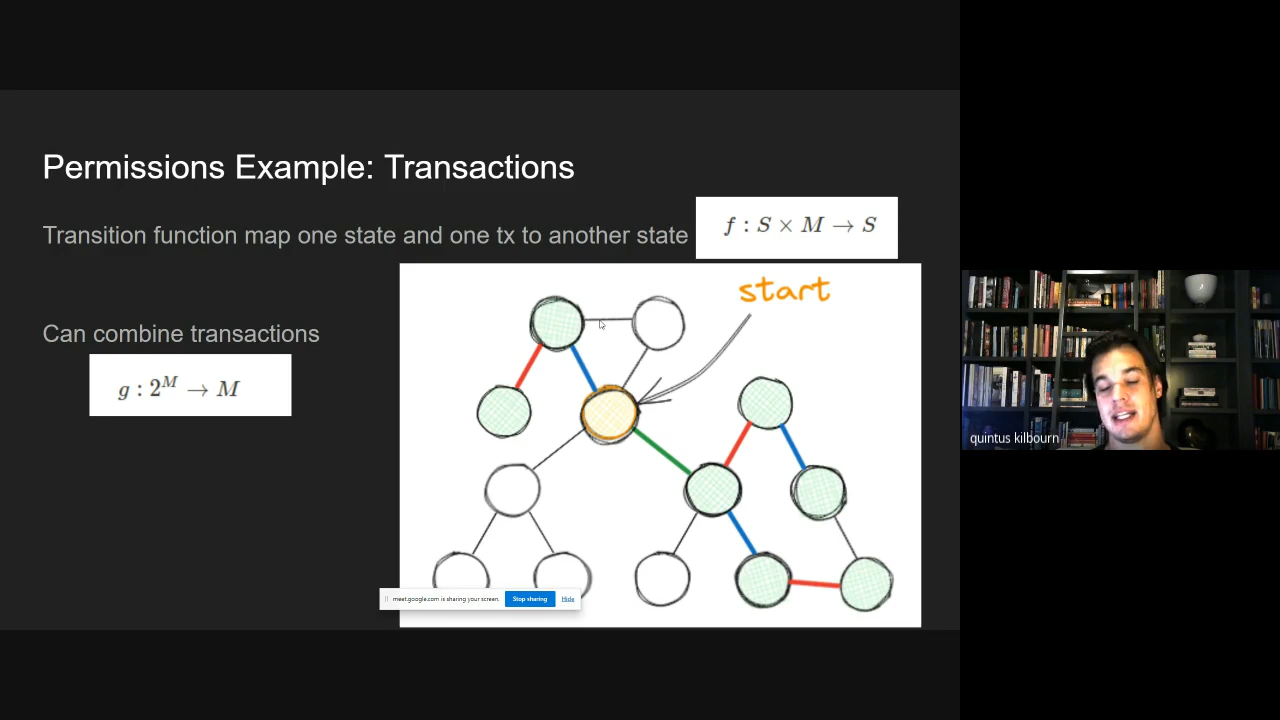 Permissions Example: Transactions
Transition function map one state and one tx to another state
f : S × M → S
start
Can combine transactions
g : 2^M → M
quintus kilbourn
meet.google.com is sharing your screen.
Stop sharing
Hide